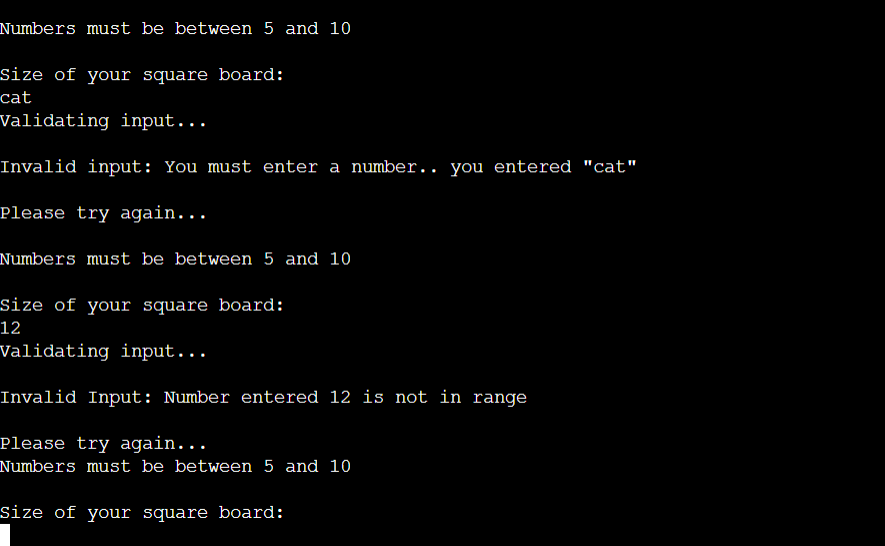 Numbers must be between 5 and 10
Size of your square board:
cat
Validating input...
Invalid input: You must enter a number.. you entered "cat"
Please try again...
Numbers must be between 5 and 10
Size of your square board:
12
Validating input...
Invalid Input: Number entered 12 is not in range
Please try again...
Numbers must be between 5 and 10
Size of your square board: